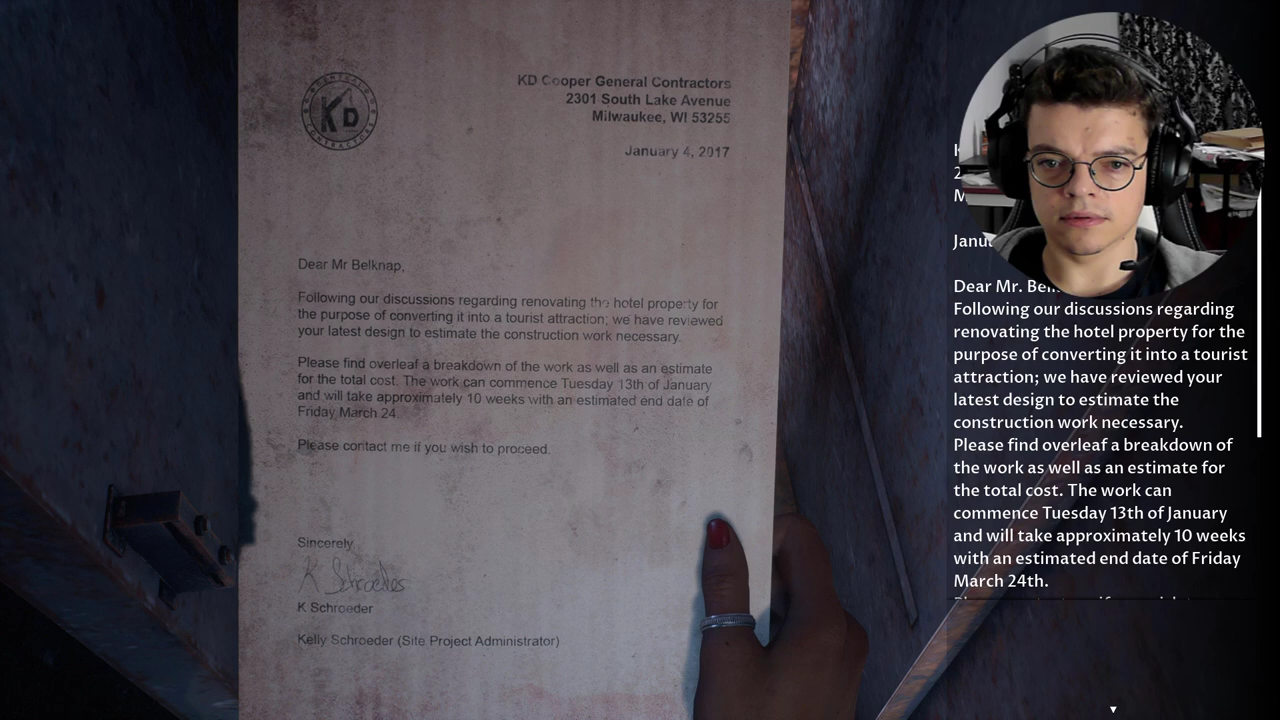 KD
KD Cooper General Contractors
2301 South Lake Avenue
Milwaukee, WI 53255
January 4, 2017
Dear Mr Belknap,
Following our discussions regarding renovating the hotel property for
the purpose of converting it into a tourist attraction; we have reviewed
your latest design to estimate the construction work necessary.
Please find overleaf a breakdown of the work as well as an estimate
for the total cost. The work can commence Tuesday 13th of January
and will take approximately 10 weeks with an estimated end date of
Friday March 24.
Please contact me if you wish to proceed.
Sincerely
K Schroeder
K Schroeder
Kelly Schroeder (Site Project Administrator)
Dear Mr.
Following our discussions regarding
renovating the hotel property for the
purpose of converting it into a tourist
attraction; we have reviewed your
latest design to estimate the
construction work necessary.
Please find overleaf a breakdown of
the work as well as an estimate for
the total cost. The work can
commence Tuesday 13th of January
and will take approximately 10 weeks
with an estimated end date of Friday
March 24th.